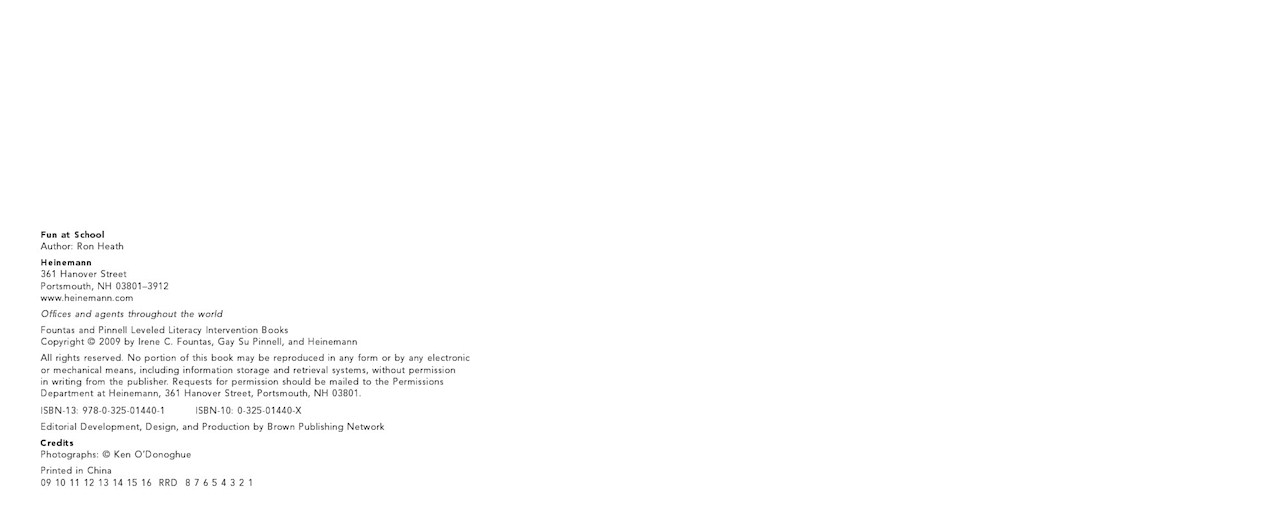 Fun at School
Author: Ron Heath
Heinemann
361 Hanover Street
Portsmouth, NH 03801–3912
www.heinemann.com
Offices and agents throughout the world
Fountas and Pinnell Leveled Literacy Intervention Books
Copyright © 2009 by Irene C. Fountas, Gay Su Pinnell, and Heinemann
All rights reserved. No portion of this book may be reproduced in any form or by any electronic
or mechanical means, including information storage and retrieval systems, without permission
in writing from the publisher. Requests for permission should be mailed to the Permissions
Department at Heinemann, 361 Hanover Street, Portsmouth, NH 03801.
ISBN-13: 978-0-325-01440-1 ISBN-10: 0-325-01440-X
Editorial Development, Design, and Production by Brown Publishing Network
Credits
Photographs: © Ken O'Donoghue
Printed in China
09 10 11 12 13 14 15 16 RRD 8 7 6 5 4 3 2 1